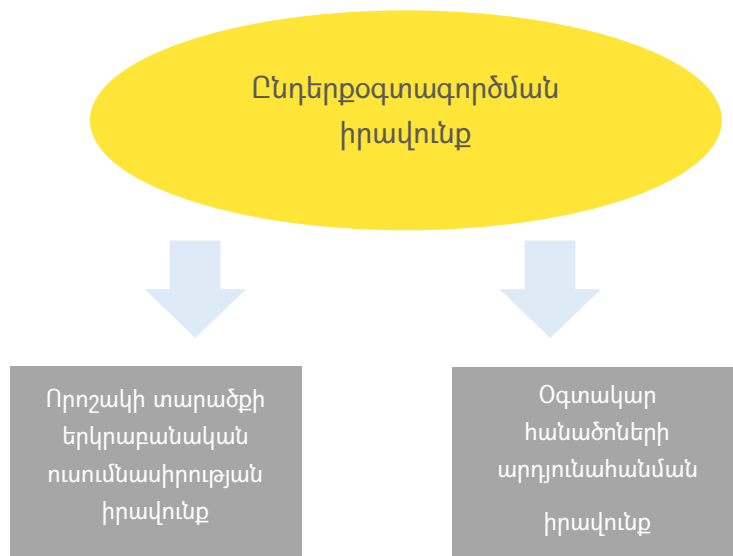 Ընդերքօգտագործման
իրավունք
Որոշակի տարածքի
երկրաբանական
ուսումնասիրության
իրավունք
Օգտակար
հանածոների
արդյունահանման
իրավունք